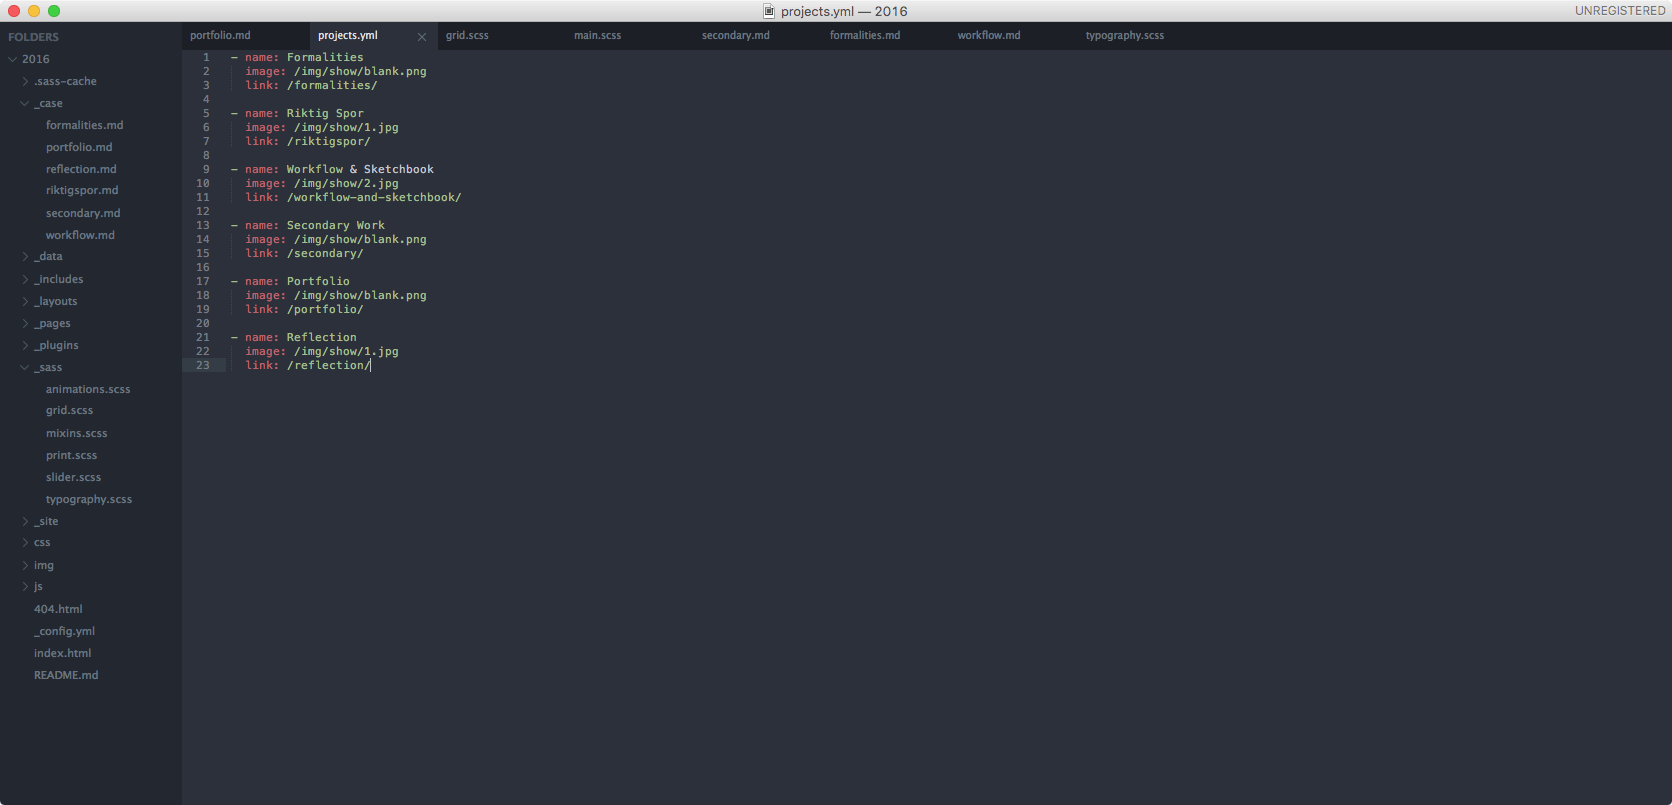 projects.yml — 2016
UNREGISTERED
FOLDERS
2016
.sass-cache
_case
formalities.md
portfolio.md
reflection.md
riktigspor.md
secondary.md
workflow.md
_data
_includes
_layouts
_pages
_plugins
_sass
animations.scss
grid.scss
mixins.scss
print.scss
slider.scss
typography.scss
_site
css
img
js
404.html
_config.yml
index.html
README.md
portfolio.md projects.yml grid.scss main.scss secondary.md formalities.md workflow.md typography.scss
1 - name: Formalities
2 image: /img/show/blank.png
3 link: /formalities/
4
5 - name: Riktig Spor
6 image: /img/show/1.jpg
7 link: /riktigspor/
8
9 - name: Workflow & Sketchbook
10 image: /img/show/2.jpg
11 link: /workflow-and-sketchbook/
12
13 - name: Secondary Work
14 image: /img/show/blank.png
15 link: /secondary/
16
17 - name: Portfolio
18 image: /img/show/blank.png
19 link: /portfolio/
20
21 - name: Reflection
22 image: /img/show/1.jpg
23 link: /reflection/